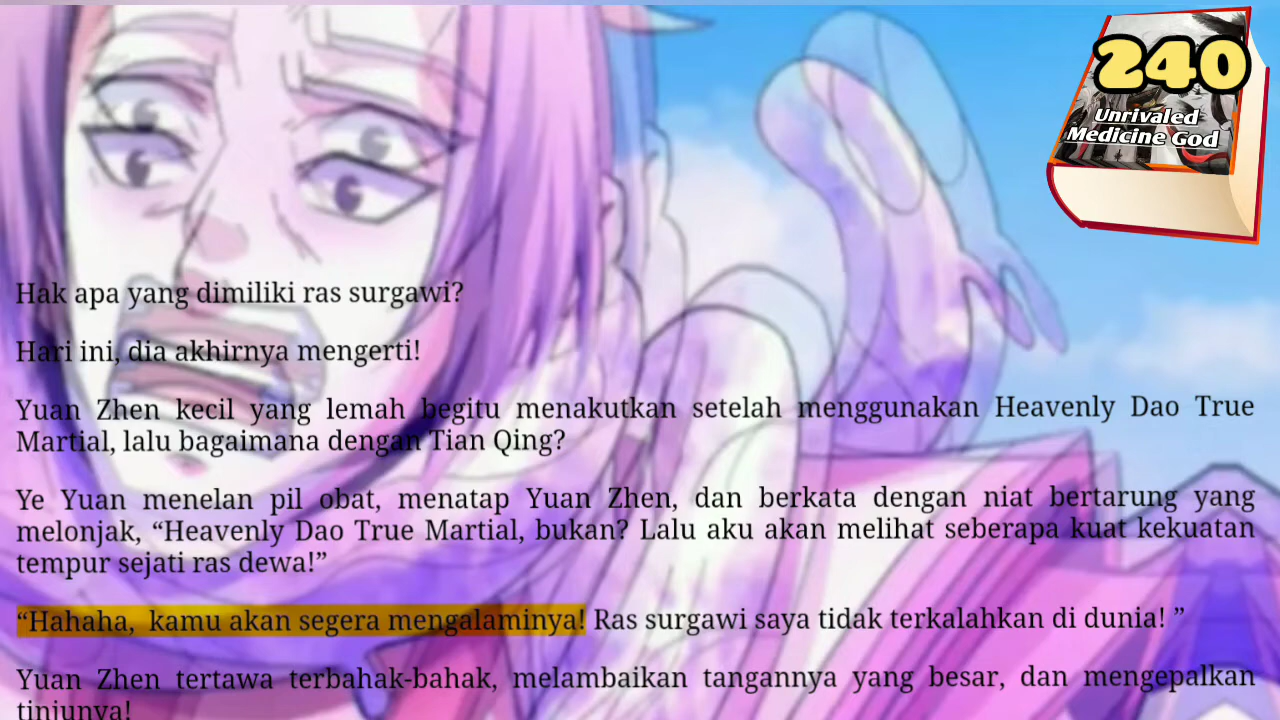 240
Unrivaled
Medicine God
Hak apa yang dimiliki ras surgawi?
Hari ini, dia akhirnya mengerti!
Yuan Zhen kecil yang lemah begitu menakutkan setelah menggunakan Heavenly Dao True
Martial, lalu bagaimana dengan Tian Qing?
Ye Yuan menelan pil obat, menatap Yuan Zhen, dan berkata dengan niat bertarung yang
melonjak, “Heavenly Dao True Martial, bukan? Lalu aku akan melihat seberapa kuat kekuatan
tempur sejati ras dewa!”
“Hahaha, kamu akan segera mengalaminya! Ras surgawi saya tidak terkalahkan di dunia! ”
Yuan Zhen tertawa terbahak-bahak, melambaikan tangannya yang besar, dan mengepalkan
tinjunya!